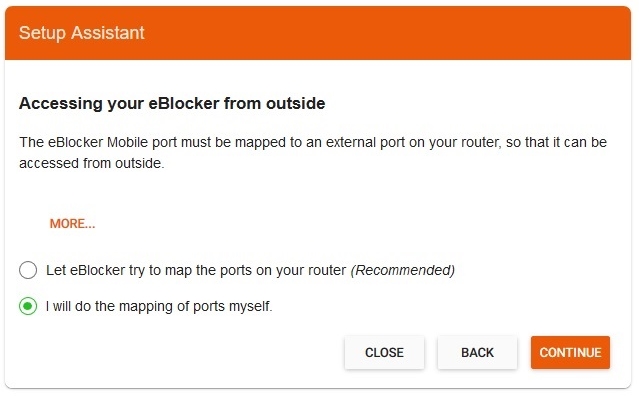 Setup Assistant
Accessing your eBlocker from outside
The eBlocker Mobile port must be mapped to an external port on your router, so that it can be
accessed from outside.
MORE...
Let eBlocker try to map the ports on your router (Recommended)
I will do the mapping of ports myself.
CLOSE BACK CONTINUE